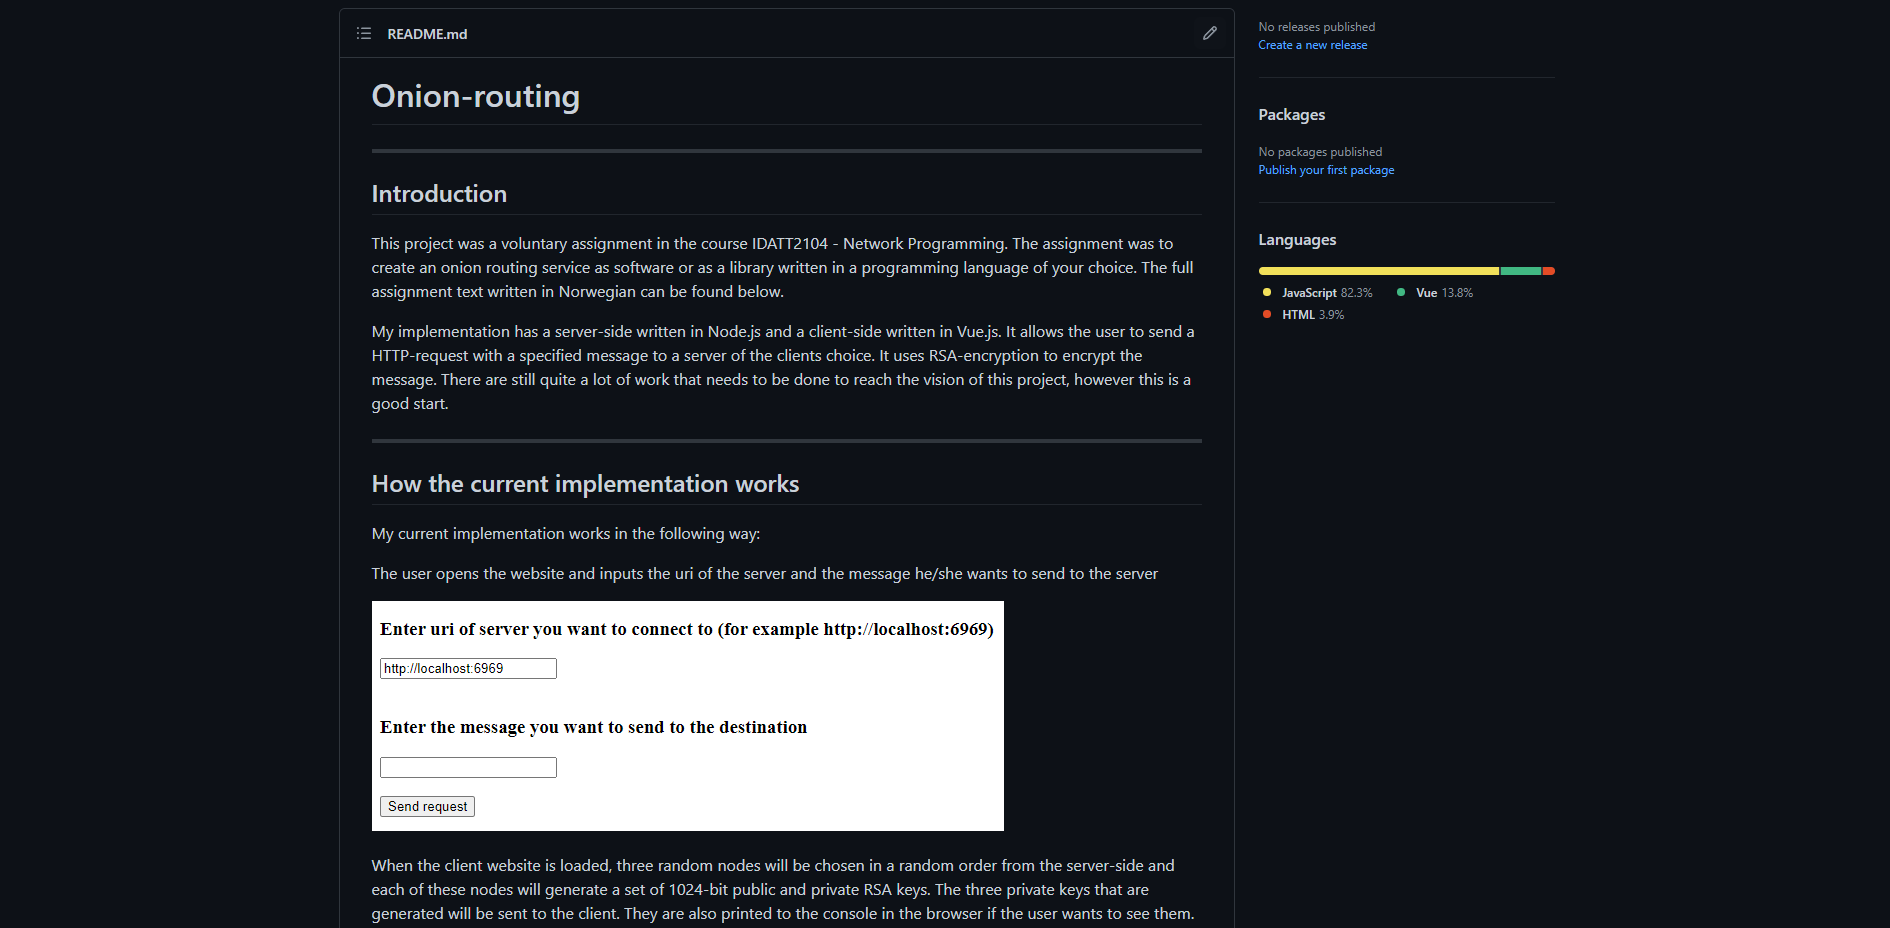 README.md
Onion-routing
Introduction
This project was a voluntary assignment in the course IDATT2104 - Network Programming. The assignment was to
create an onion routing service as software or as a library written in a programming language of your choice. The full
assignment text written in Norwegian can be found below.
My implementation has a server-side written in Node.js and a client-side written in Vue.js. It allows the user to send a
HTTP-request with a specified message to a server of the clients choice. It uses RSA-encryption to encrypt the
message. There are still quite a lot of work that needs to be done to reach the vision of this project, however this is a
good start.
How the current implementation works
My current implementation works in the following way:
The user opens the website and inputs the uri of the server and the message he/she wants to send to the server
Enter uri of server you want to connect to (for example http://localhost:6969)
http://localhost:6969
Enter the message you want to send to the destination
Send request
When the client website is loaded, three random nodes will be chosen in a random order from the server-side and
each of these nodes will generate a set of 1024-bit public and private RSA keys. The three private keys that are
generated will be sent to the client. They are also printed to the console in the browser if the user wants to see them.
No releases published
Create a new release
Packages
No packages published
Publish your first package
Languages
JavaScript 82.3%
Vue 13.8%
HTML 3.9%